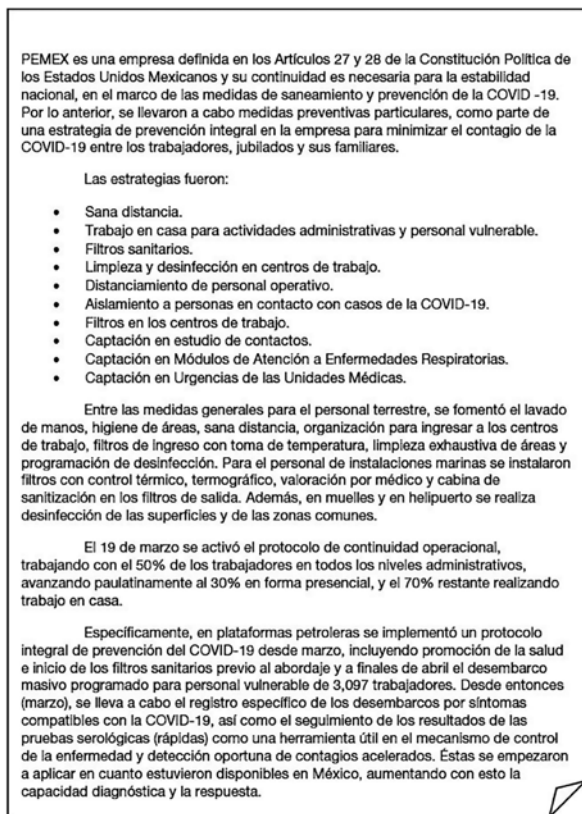 PEMEX es una empresa definida en los Artículos 27 y 28 de la Constitución Política de
los Estados Unidos Mexicanos y su continuidad es necesaria para la estabilidad
nacional, en el marco de las medidas de saneamiento y prevención de la COVID -19.
Por lo anterior, se llevaron a cabo medidas preventivas particulares, como parte de
una estrategia de prevención integral en la empresa para minimizar el contagio de la
COVID-19 entre los trabajadores, jubilados y sus familiares.
Las estrategias fueron:
• Sana distancia.
• Trabajo en casa para actividades administrativas y personal vulnerable.
• Filtros sanitarios.
• Limpieza y desinfección en centros de trabajo.
• Distanciamiento de personal operativo.
• Aislamiento a personas en contacto con casos de la COVID-19.
• Filtros en los centros de trabajo.
• Captación en estudio de contactos.
• Captación en Módulos de Atención a Enfermedades Respiratorias.
• Captación en Urgencias de las Unidades Médicas.
Entre las medidas generales para el personal terrestre, se fomentó el lavado
de manos, higiene de áreas, sana distancia, organización para ingresar a los centros
de trabajo, filtros de ingreso con toma de temperatura, limpieza exhaustiva de áreas y
programación de desinfección. Para el personal de instalaciones marinas se instalaron
filtros con control térmico, termográfico, valoración por médico y cabina de
sanitización en los filtros de salida. Además, en muelles y en helipuerto se realiza
desinfección de las superficies y de las zonas comunes.
El 19 de marzo se activó el protocolo de continuidad operacional,
trabajando con el 50% de los trabajadores en todos los niveles administrativos,
avanzando paulatinamente al 30% en forma presencial, y el 70% restante realizando
trabajo en casa.
Específicamente, en plataformas petroleras se implementó un protocolo
integral de prevención del COVID-19 desde marzo, incluyendo promoción de la salud
e inicio de los filtros sanitarios previo al abordaje y a finales de abril el desembarco
masivo programado para personal vulnerable de 3,097 trabajadores. Desde entonces
(marzo), se lleva a cabo el registro específico de los desembarcos por síntomas
compatibles con la COVID-19, así como el seguimiento de los resultados de las
pruebas serológicas (rápidas) como una herramienta útil en el mecanismo de control
de la enfermedad y detección oportuna de contagios acelerados. Éstas se empezaron
a aplicar en cuanto estuvieron disponibles en México, aumentando con esto la
capacidad diagnóstica y la respuesta.